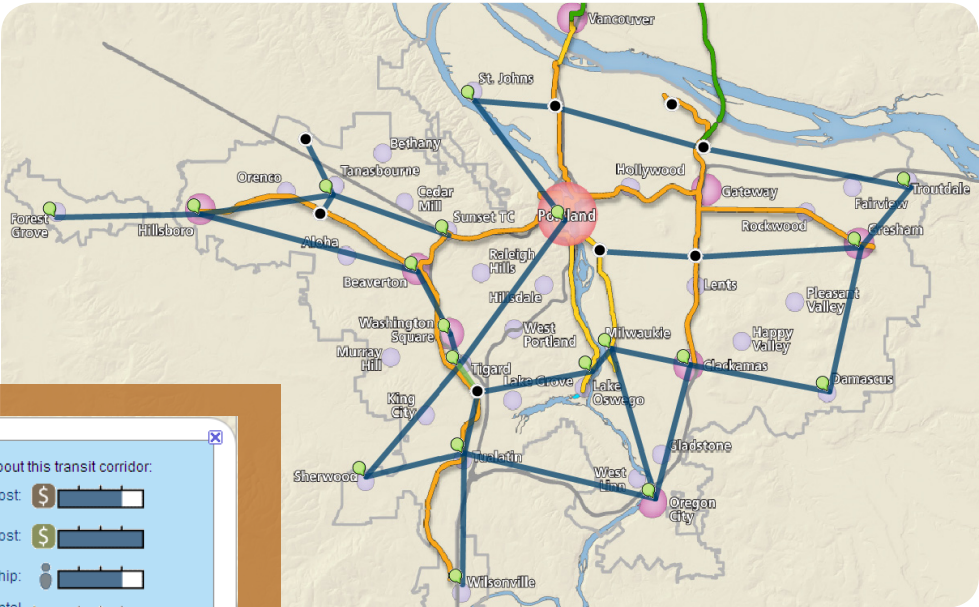 Vancouver
St. Johns
Bethany
Hollywood
Tanasbourne
Orenco
Troutdale
Gateway
Cedar
Mill
Fairview
Forest
Grove
Hillsboro
Sunset TC
Portland
Rockwood
Gresham
Aloha
Raleigh
Hills
Beaverton
Lents
Hillsdale
Pleasant
Valley
Washington
Square
West
Portland
Milwaukie
Happy
Valley
Murray
Hill
Tigard
Clackamas
Lake Grove
Lake
Oswego
Damascus
King
City
Gladstone
Tualatin
Sherwood
West
Linn
Oregon
City
Wilsonville
bout this transit corridor:
ost: $
ost: $
hip: